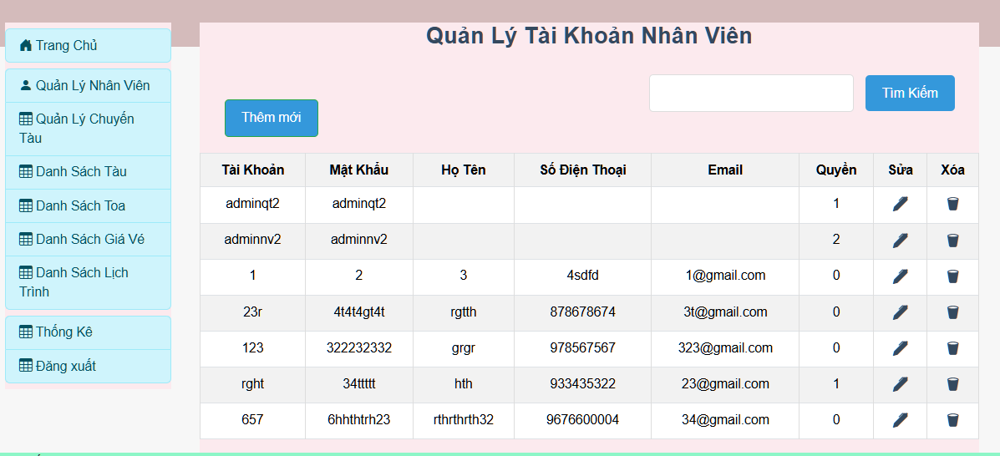 Trang Chủ
Quản Lý Nhân Viên
Quản Lý Chuyến
Tàu
Danh Sách Tàu
Danh Sách Toa
Danh Sách Giá Vé
Danh Sách Lịch
Trình
Thống Kê
Đăng xuất
Quản Lý Tài Khoản Nhân Viên
Tìm Kiếm
Thêm mới
Tài Khoản Mật Khẩu Họ Tên Số Điện Thoại Email Quyền Sửa Xóa
adminqt2 adminqt2 1
adminnv2 adminnv2 2
1 2 3 4sdfd 1@gmail.com 0
23r 4t4t4gt4t rgtth 878678674 3t@gmail.com 0
123 322232332 grgr 978567567 323@gmail.com 0
rght 34ttttt hth 933435322 23@gmail.com 1
657 6hhthtrh23 rthrthrth32 9676600004 34@gmail.com 0